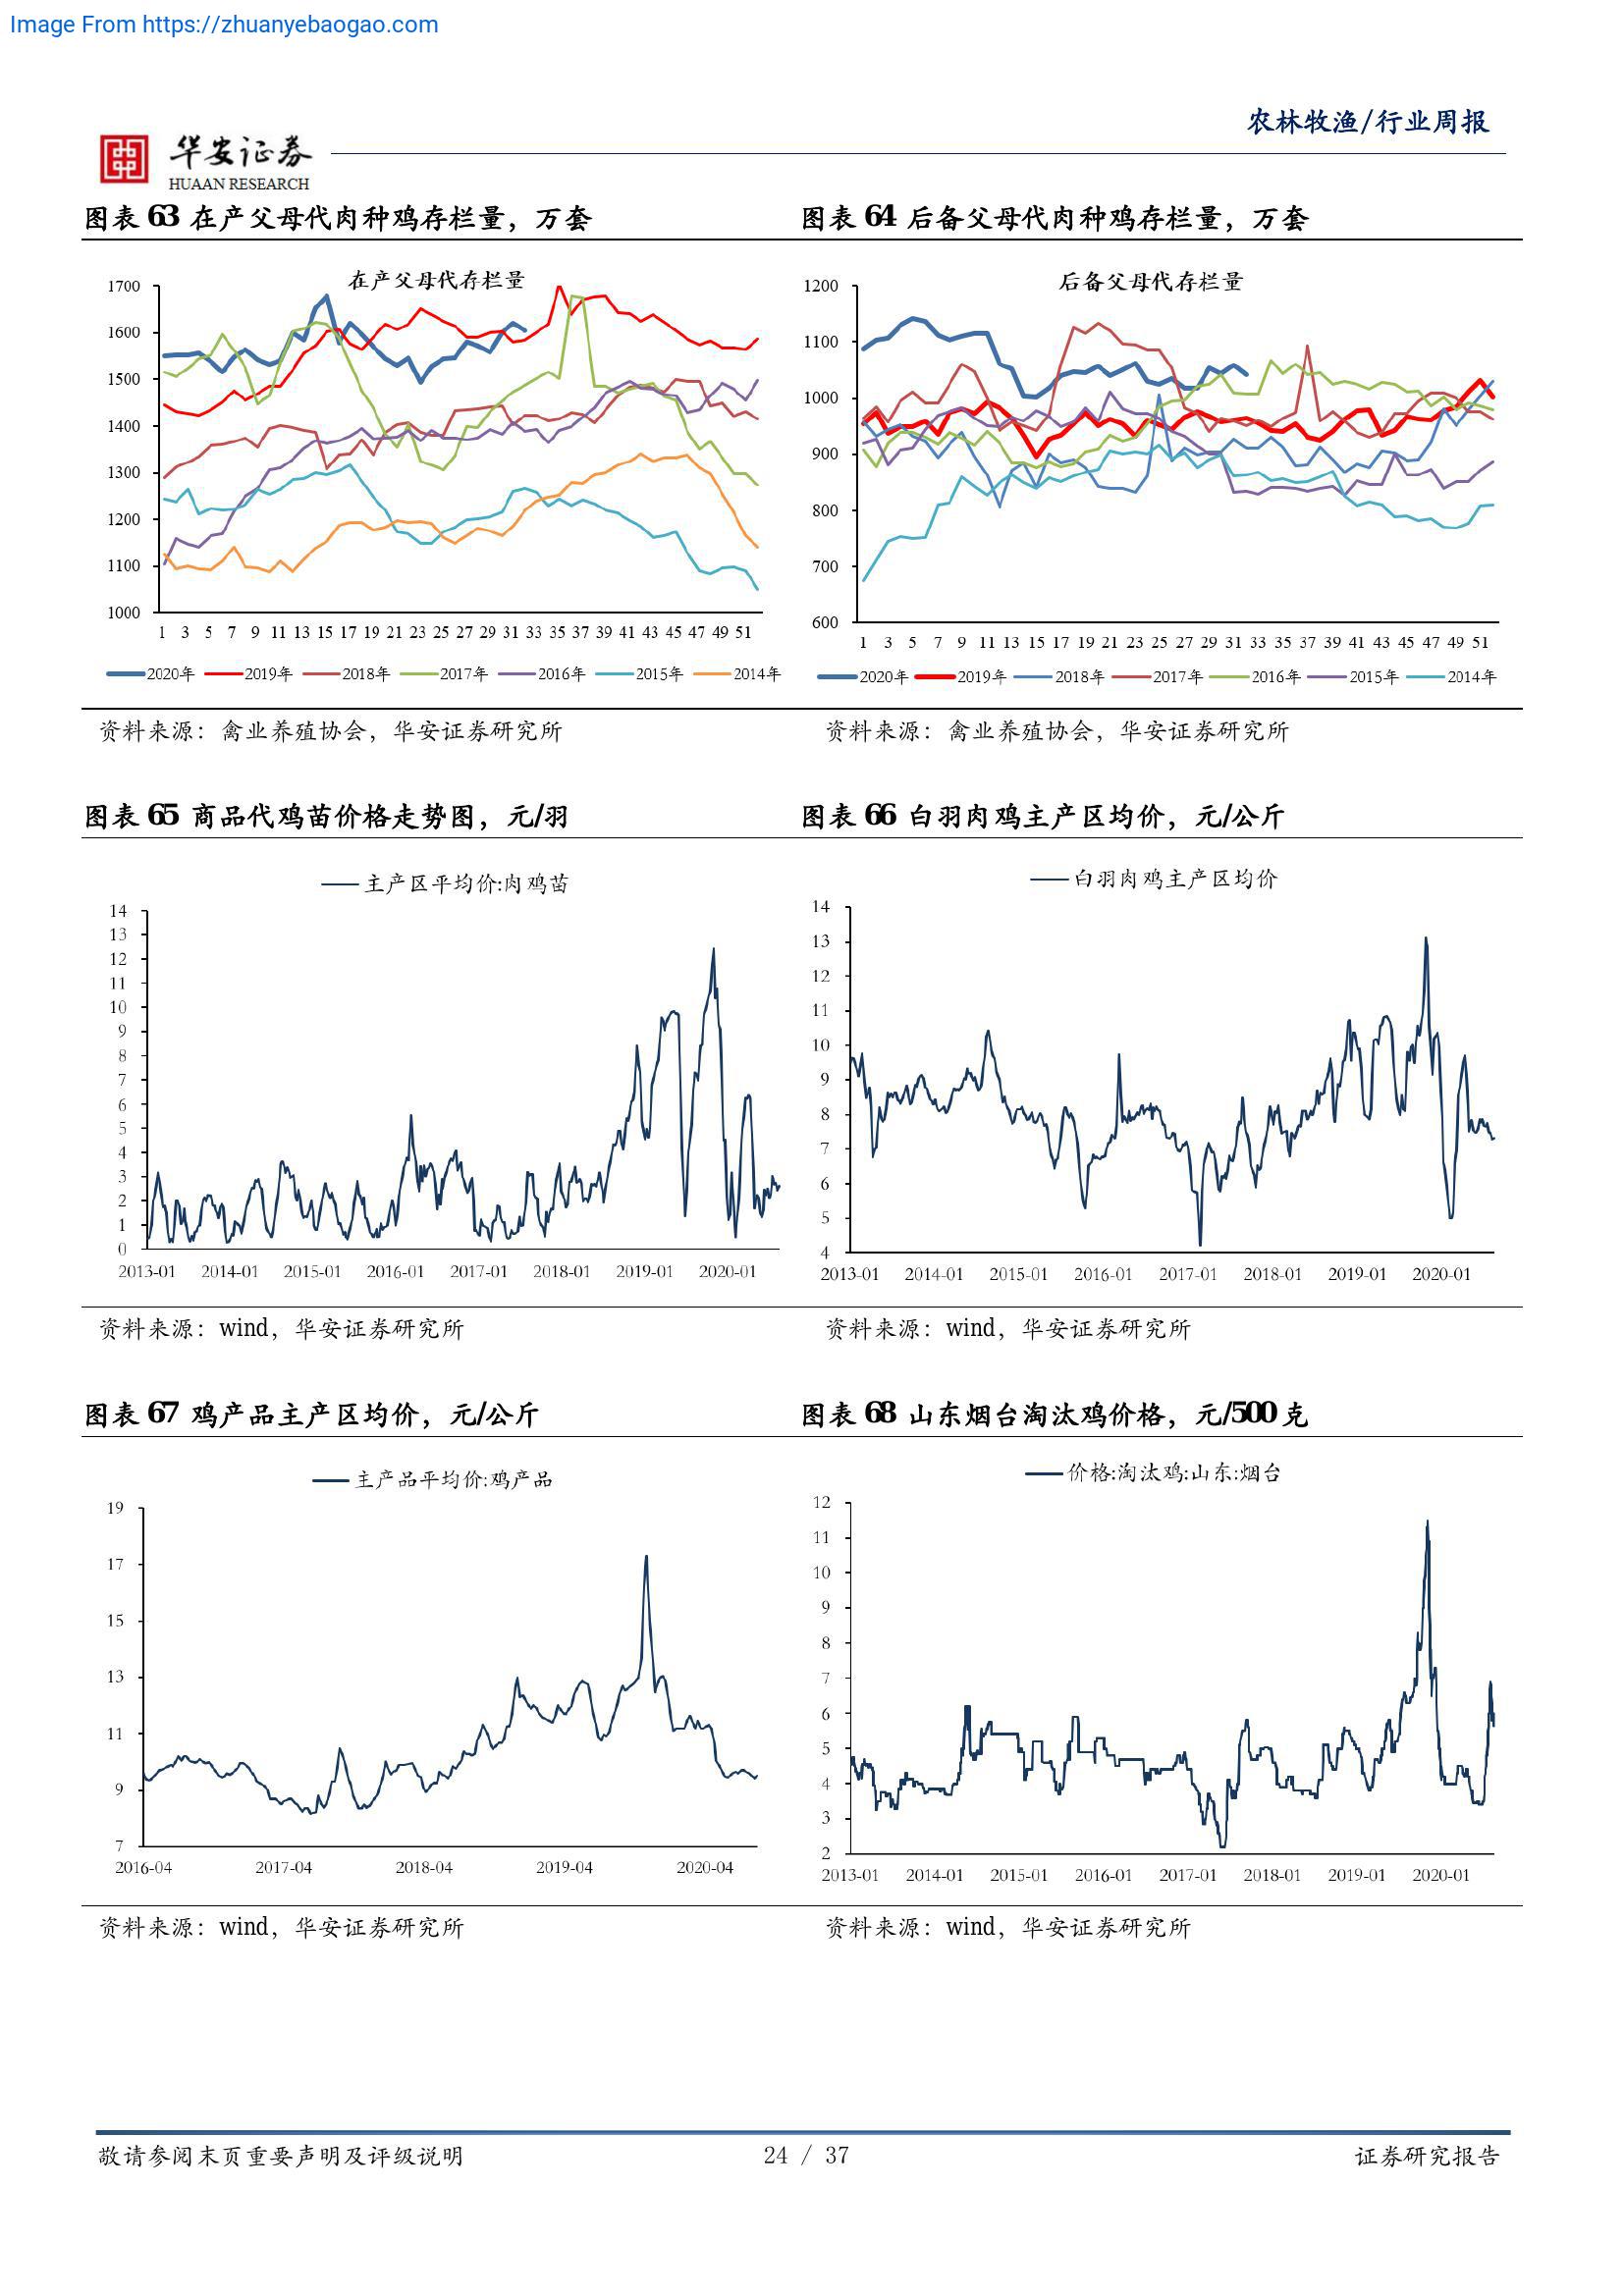 Image From https://zhuanyebaogao.com
农林牧渔/行业周报
华安证券
HUAAN RESEARCH
图表 63 在产父母代肉种鸡存栏量，万套
图表 64 后备父母代肉种鸡存栏量，万套
在产父母代存栏量
1700
1600
1500
1400
1300
1200
1100
1000
1 3 5 7 9 11 13 15 17 19 21 23 25 27 29 31 33 35 37 39 41 43 45 47 49 51
2020年 2019年 2018年 2017年 2016年 2015年 2014年
后备父母代存栏量
1200
1100
1000
900
800
700
600
1 3 5 7 9 11 13 15 17 19 21 23 25 27 29 31 33 35 37 39 41 43 45 47 49 51
2020年 2019年 2018年 2017年 2016年 2015年 2014年
资料来源：禽业养殖协会，华安证券研究所
资料来源：禽业养殖协会，华安证券研究所
图表 65 商品代鸡苗价格走势图，元/羽
图表 66 白羽肉鸡主产区均价，元/公斤
主产区平均价:肉鸡苗
14
13
12
11
10
9
8
7
6
5
4
3
2
1
0
2013-01 2014-01 2015-01 2016-01 2017-01 2018-01 2019-01 2020-01
白羽肉鸡主产区均价
14
13
12
11
10
9
8
7
6
5
4
2013-01 2014-01 2015-01 2016-01 2017-01 2018-01 2019-01 2020-01
资料来源：wind，华安证券研究所
资料来源：wind，华安证券研究所
图表 67 鸡产品主产区均价，元/公斤
图表 68 山东烟台淘汰鸡价格，元/500 克
主产品平均价:鸡产品
19
17
15
13
11
9
7
2016-04 2017-04 2018-04 2019-04 2020-04
价格:淘汰鸡:山东:烟台
12
11
10
9
8
7
6
5
4
3
2
2013-01 2014-01 2015-01 2016-01 2017-01 2018-01 2019-01 2020-01
资料来源：wind，华安证券研究所
资料来源：wind，华安证券研究所
敬请参阅末页重要声明及评级说明
24 / 37
证券研究报告